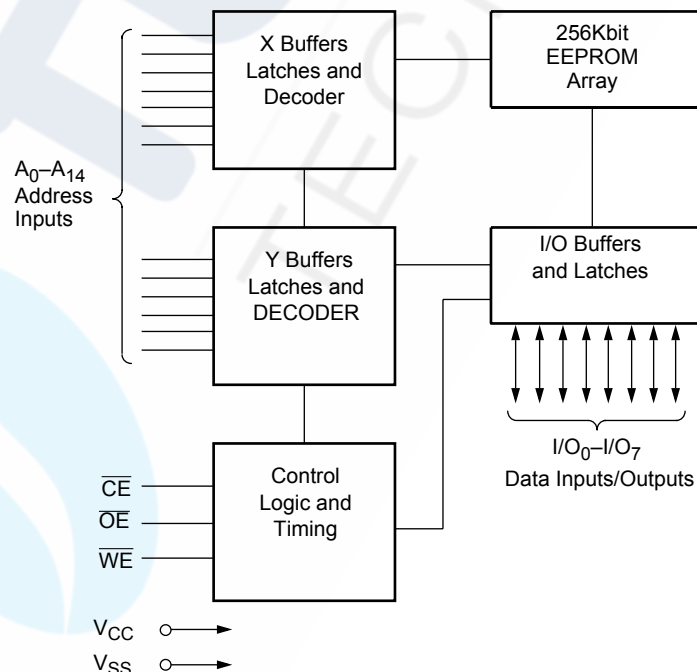 X Buffers
Latches and
Decoder
256Kbit
EEPROM
Array
A0–A14
Address
Inputs
Y Buffers
Latches and
DECODER
I/O Buffers
and Latches
I/O0–I/O7
Data Inputs/Outputs
Control
Logic and
Timing
CE
OE
WE
VCC
VSS
TEC